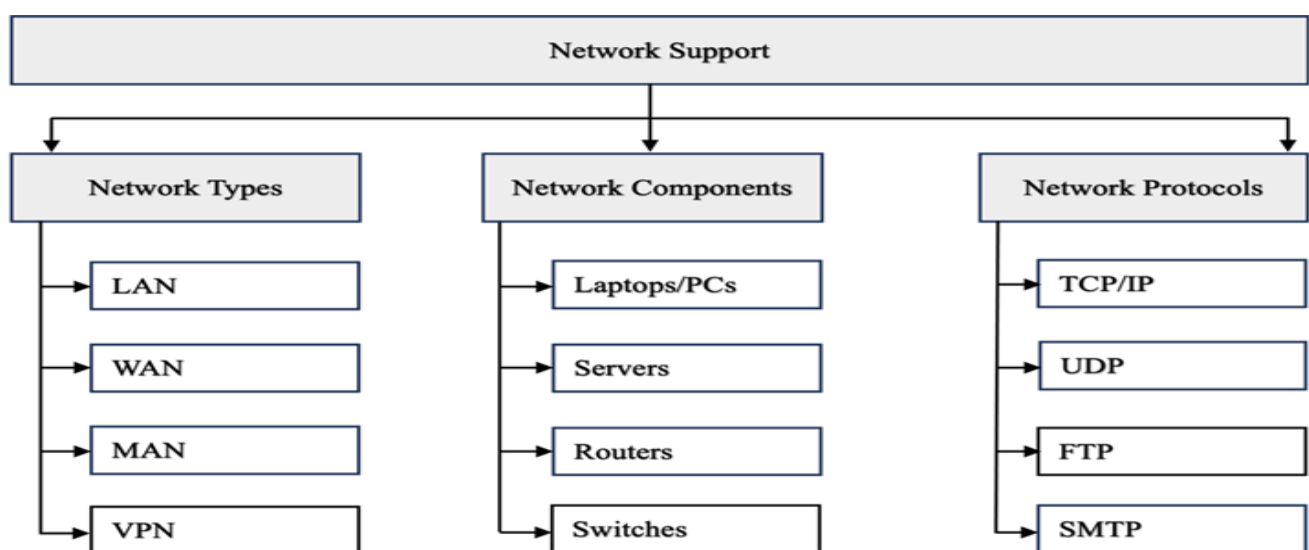 Network Support
Network Types
Network Components
Network Protocols
LAN
Laptops/PCs
TCP/IP
WAN
Servers
UDP
MAN
Routers
FTP
VPN
Switches
SMTP